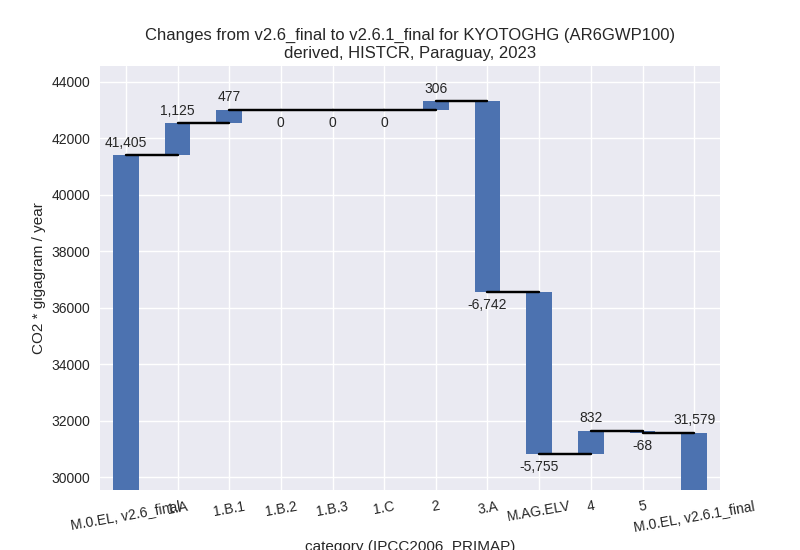 Changes from v2.6_final to v2.6.1_final for KYOTOGHG (AR6GWP100)
derived, HISTCR, Paraguay, 2023
CO2 * gigagram / year
44000
42000
40000
38000
36000
34000
32000
30000
41,405
1,125
477
0
0
0
306
-6,742
-5,755
832
-68
31,579
M.0.EL, v2.6_final
1.A
1.B.1
1.B.2
1.B.3
1.C
2
3.A
M.AG.ELV
4
5
M.0.EL, v2.6.1_final
category (IPCC2006_PRIMAP)